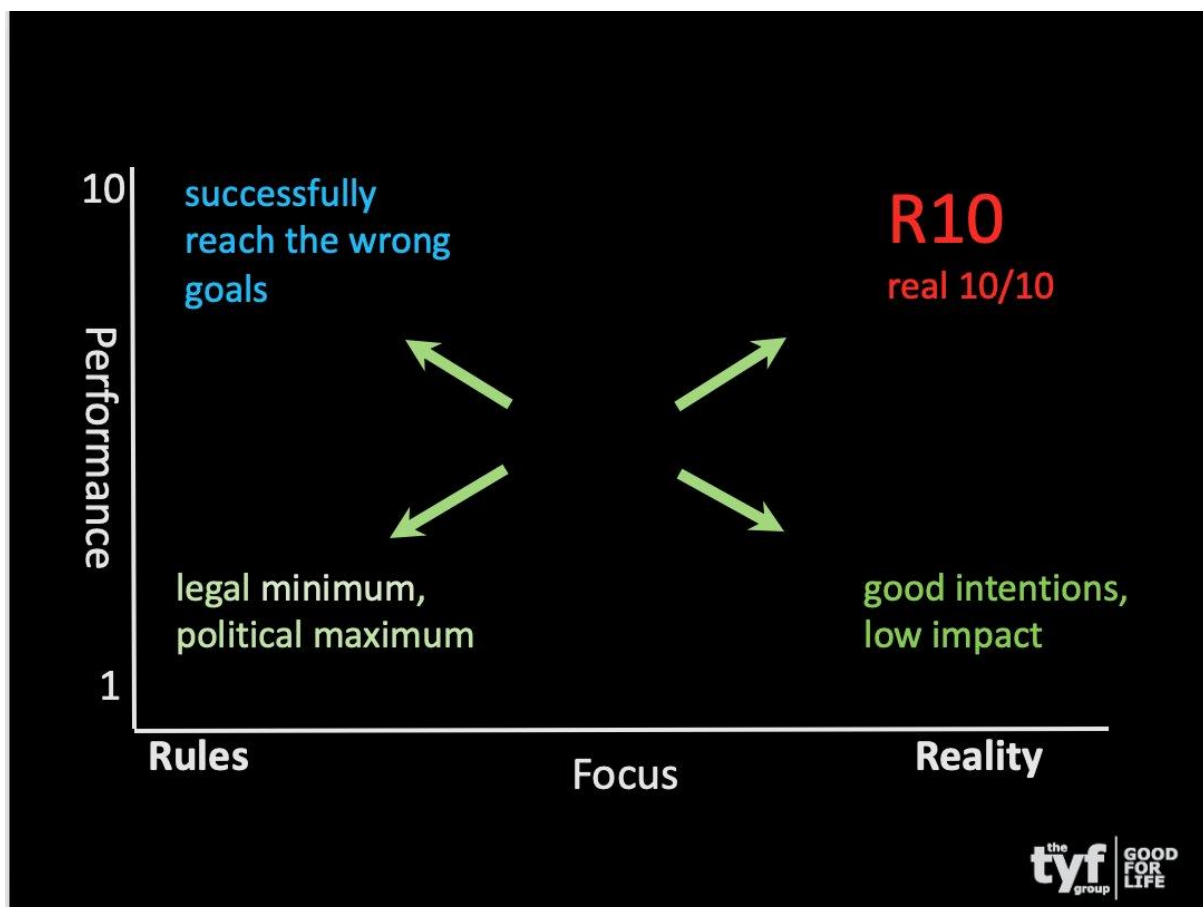 10
successfully
reach the wrong
goals
R10
real 10/10
Performance
legal minimum,
political maximum
good intentions,
low impact
1
Rules
Focus
Reality
the
tyf
group
GOOD
FOR
LIFE